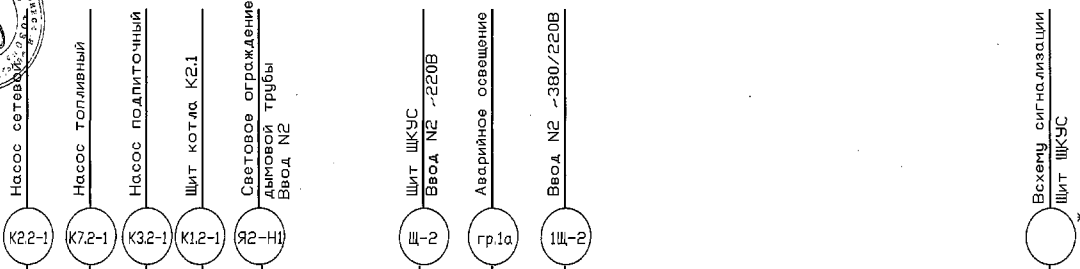 Насос сетевой
Насос топливный
Насос подпиточный
Щит котла К2.1
Световое ограждение
дымовой трубы
Ввод N2
Щит ЩКУС
Ввод N2 ~220В
Аварийное освещение
Ввод N2 ~380/220В
Всхему сигнализации
Щит ЩКУС
К2.2-1
К7.2-1
К3.2-1
К1.2-1
Я2-Н1
Щ-2
гр.1а
1Щ-2
*